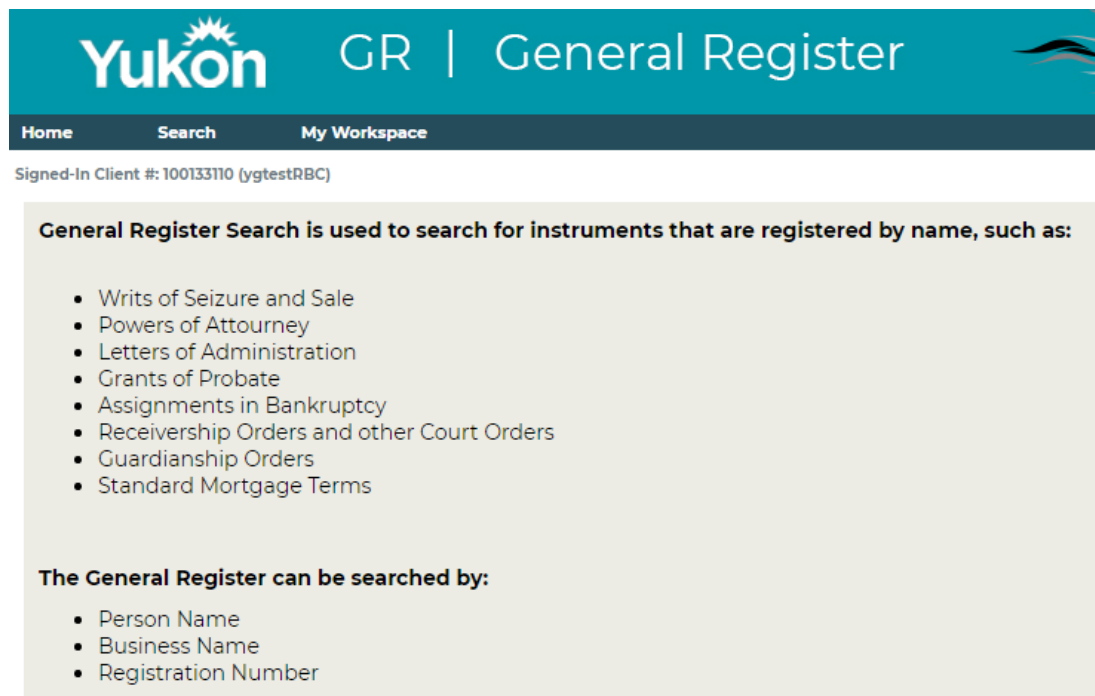 Yukon GR | General Register
Home Search My Workspace
Signed-In Client #: 100133110 (ygtestRBC)
General Register Search is used to search for instruments that are registered by name, such as:
• Writs of Seizure and Sale
• Powers of Attourney
• Letters of Administration
• Grants of Probate
• Assignments in Bankruptcy
• Receivership Orders and other Court Orders
• Guardianship Orders
• Standard Mortgage Terms
The General Register can be searched by:
• Person Name
• Business Name
• Registration Number